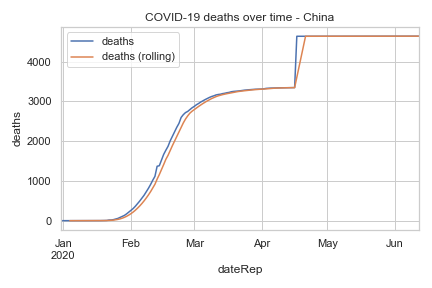 COVID-19 deaths over time - China
deaths
deaths (rolling)
4000
3000
2000
1000
0
deaths
Jan Feb Mar Apr May Jun
2020
dateRep